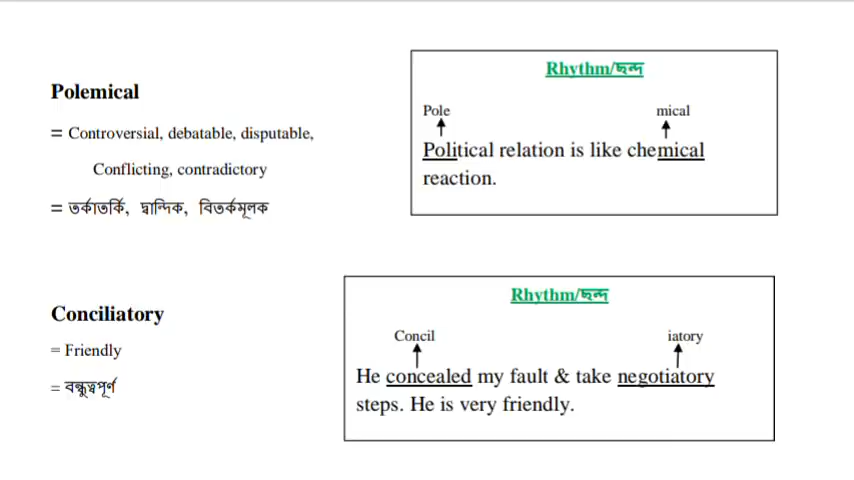 Polemical
= Controversial, debatable, disputable,
Conflicting, contradictory
= তর্কাতর্কি, দ্বান্দিক, বিতর্কমূলক
Rhythm/ছন্দ
Pole mical
Political relation is like chemical
reaction.
Conciliatory
= Friendly
= বন্ধুত্বপূর্ণ
Rhythm/ছন্দ
Concil iatory
He concealed my fault & take negotiatory
steps. He is very friendly.